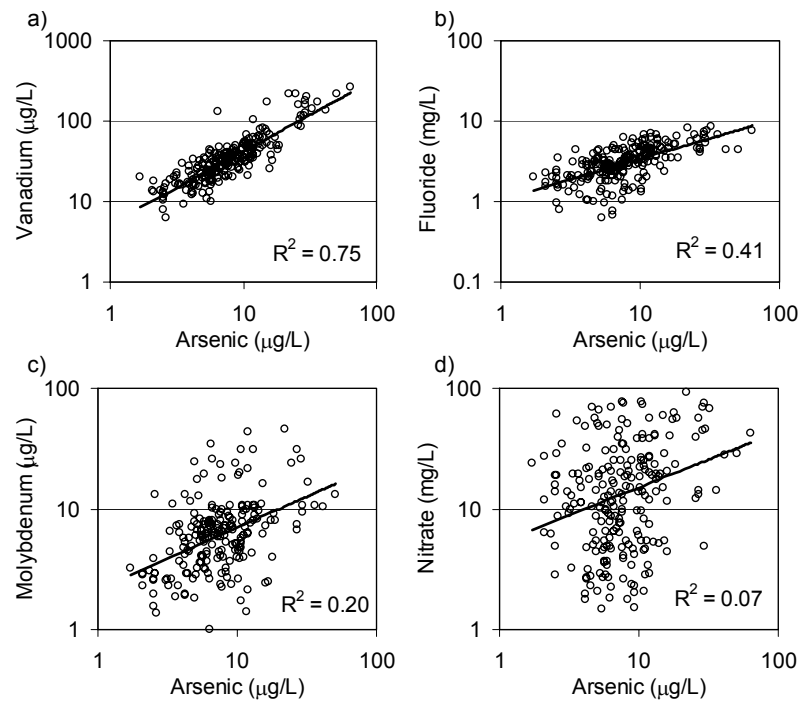 a)
1000
100
10
1
Vanadium (μg/L)
R² = 0.75
1 10 100
Arsenic (μg/L)
b)
100
10
1
0.1
Fluoride (mg/L)
R² = 0.41
1 10 100
Arsenic (μg/L)
c)
100
10
1
Molybdenum (μg/L)
R² = 0.20
1 10 100
Arsenic (μg/L)
d)
100
10
1
Nitrate (mg/L)
R² = 0.07
1 10 100
Arsenic (μg/L)